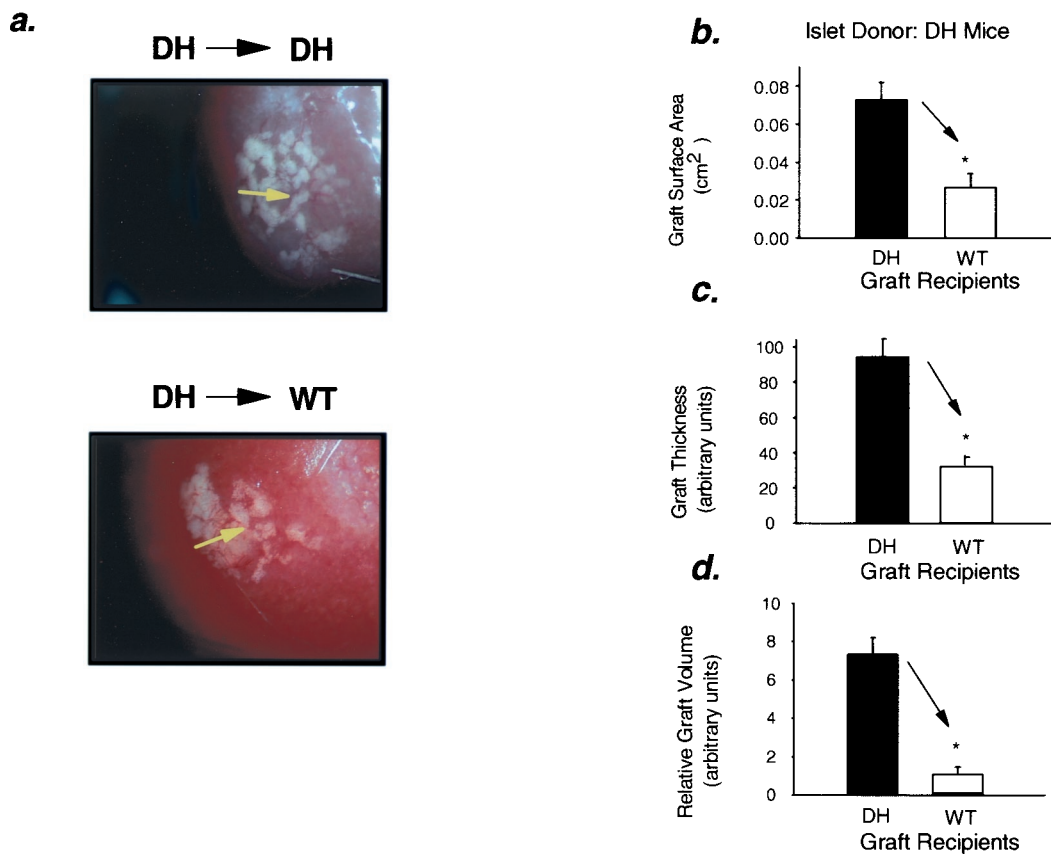 a.
DH → DH
DH → WT
b.
Islet Donor: DH Mice
Graft Surface Area
(cm²)
0.08
0.06
0.04
0.02
0.00
*
DH WT
Graft Recipients
c.
Graft Thickness
(arbitrary units)
100
80
60
40
20
0
*
DH WT
Graft Recipients
d.
Relative Graft Volume
(arbitrary units)
10
8
6
4
2
0
*
DH WT
Graft Recipients